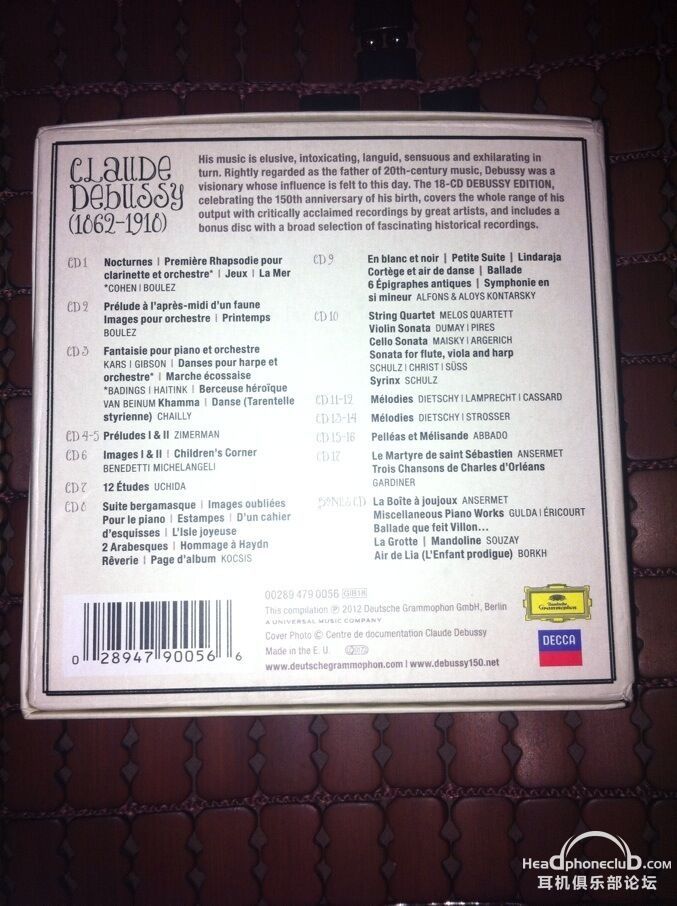 CLAUDE
DEBUSSY
(1862–1918)
His music is elusive, intoxicating, languid, sensuous and exhilarating in
turn. Rightly regarded as the father of 20th-century music, Debussy was a
visionary whose influence is felt to this day. The 18-CD DEBUSSY EDITION,
celebrating the 150th anniversary of his birth, covers the whole range of his
output with critically acclaimed recordings by great artists, and includes a
bonus disc with a broad selection of fascinating historical recordings.
CD 1 Nocturnes | Première Rhapsodie pour
clarinette et orchestre* | Jeux | La Mer
*COHEN | BOULEZ
CD 2 Prélude à l'après-midi d'un faune
Images pour orchestre | Printemps
BOULEZ
CD 3 Fantaisie pour piano et orchestre
KARS | GIBSON | Danses pour harpe et
orchestre* | Marche écossaise
*BADINGS | HAITINK | Berceuse héroïque
VAN BEINUM Khamma | Danse (Tarentelle
styrienne) CHAILLY
CD 4-5 Préludes I & II ZIMERMAN
CD 6 Images I & II | Children's Corner
BENEDETTI MICHELANGELI
CD 7 12 Études UCHIDA
CD 8 Suite bergamasque | Images oubliées
Pour le piano | Estampes | D'un cahier
d'esquisses | L'Isle joyeuse
2 Arabesques | Hommage à Haydn
Rêverie | Page d'album KOCSIS
CD 9 En blanc et noir | Petite Suite | Lindaraja
Cortège et air de danse | Ballade
6 Épigraphes antiques | Symphonie en
si mineur ALFONS & ALOYS KONTARSKY
CD 10 String Quartet MELOS QUARTETT
Violin Sonata DUMAY | PIRES
Cello Sonata MAISKY | ARGERICH
Sonata for flute, viola and harp
SCHULZ | CHRIST | SÜSS
Syrinx SCHULZ
CD 11-12 Mélodies DIETSCHY | LAMPRECHT | CASSARD
CD 13-14 Mélodies DIETSCHY | STROSSER
CD 15-16 Pelléas et Mélisande ABBADO
CD 17 Le Martyre de saint Sébastien ANSERMET
Trois Chansons de Charles d'Orléans
GARDINER
BONUS CD La Boîte à joujoux ANSERMET
Miscellaneous Piano Works GULDA | ÉRICOURT
Ballade que feit Villon...
La Grotte | Mandoline SOUZAY
Air de Lia (L'Enfant prodigue) BORKH
0 28947 90056 6
00289 479 0056 GB18
This compilation ℗ 2012 Deutsche Grammophon GmbH, Berlin
A UNIVERSAL MUSIC COMPANY
Cover Photo © Centre de documentation Claude Debussy
Made in the E. U.
www.deutschegrammophon.com | www.debussy150.net
Deutsche
Grammophon
DECCA
Headphoneclub.com
耳机俱乐部论坛